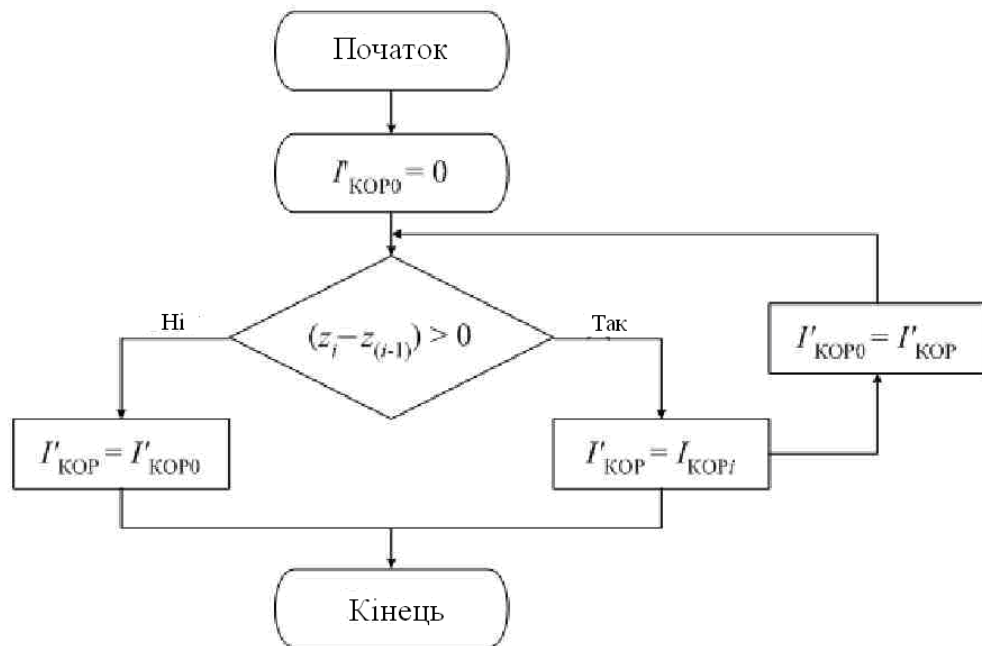 Початок
I'КОР0 = 0
(zi – z(i-1)) > 0
Ні
Так
I'КОР0 = I'КОР
I'КОР = I'КОР0
I'КОР = IКОРi
Кінець